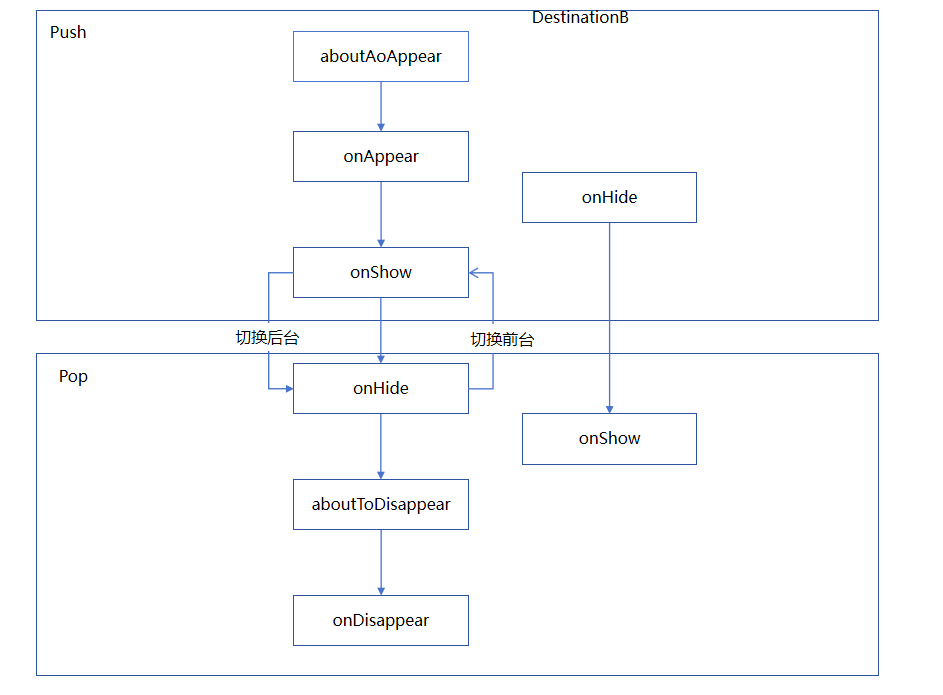 DestinationB
Push
aboutAoAppear
onAppear
onHide
onShow
切换后台
切换前台
Pop
onHide
onShow
aboutToDisappear
onDisappear